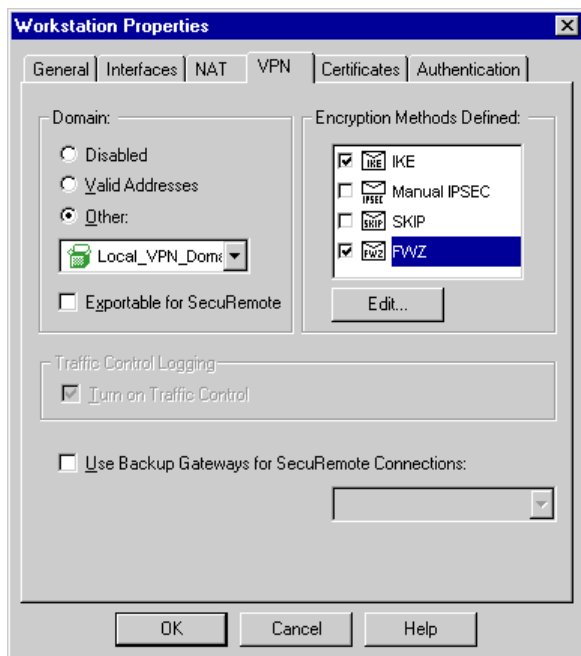 Workstation Properties
General Interfaces NAT VPN Certificates Authentication
Domain:
Disabled
Valid Addresses
Other:
Local_VPN_Doma
Exportable for SecuRemote
Encryption Methods Defined:
IKE IKE
IPSEC Manual IPSEC
SKIP SKIP
FWZ FWZ
Edit...
Traffic Control Logging
Turn on Traffic Control
Use Backup Gateways for SecuRemote Connections:
OK Cancel Help